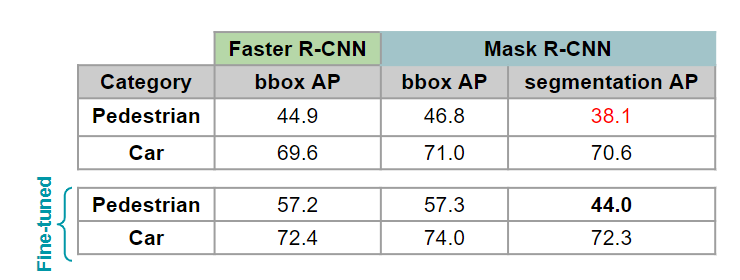 Faster R-CNN Mask R-CNN
Category bbox AP bbox AP segmentation AP
Pedestrian 44.9 46.8 38.1
Car 69.6 71.0 70.6
Fine-tuned
Pedestrian 57.2 57.3 44.0
Car 72.4 74.0 72.3